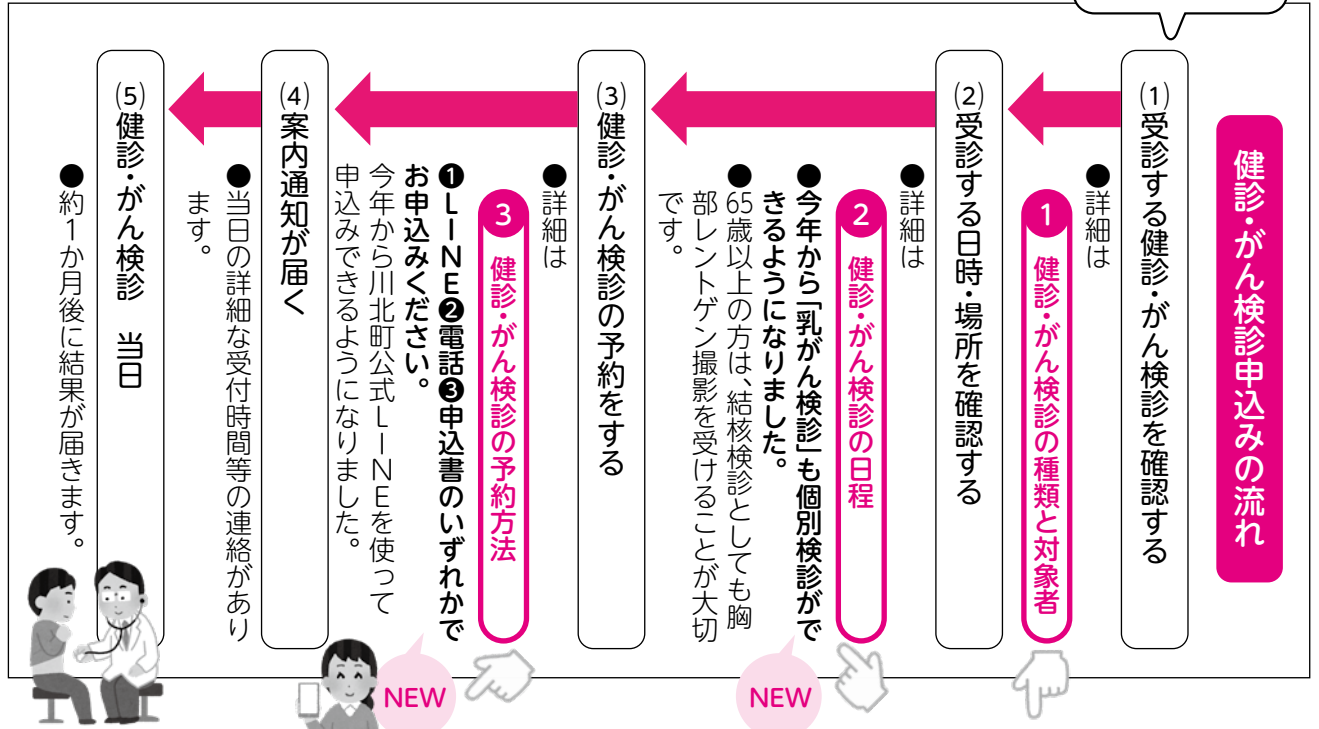 健診・がん検診申込みの流れ
(1)受診する健診・がん検診を確認する
●詳細は
1 健診・がん検診の種類と対象者
(2)受診する日時・場所を確認する
●詳細は
2 健診・がん検診の日程
●今年から「乳がん検診」も個別検診がで
きるようになりました。
●65歳以上の方は、結核検診としても胸
部レントゲン撮影を受けることが大切
です。
NEW
(3)健診・がん検診の予約をする
●詳細は
3 健診・がん検診の予約方法
❶LINE❷電話❸申込書のいずれかで
お申込みください。
今年から川北町公式LINEを使って
申込みできるようになりました。
NEW
(4)案内通知が届く
●当日の詳細な受付時間等の連絡があり
ます。
(5)健診・がん検診 当日
●約1か月後に結果が届きます。